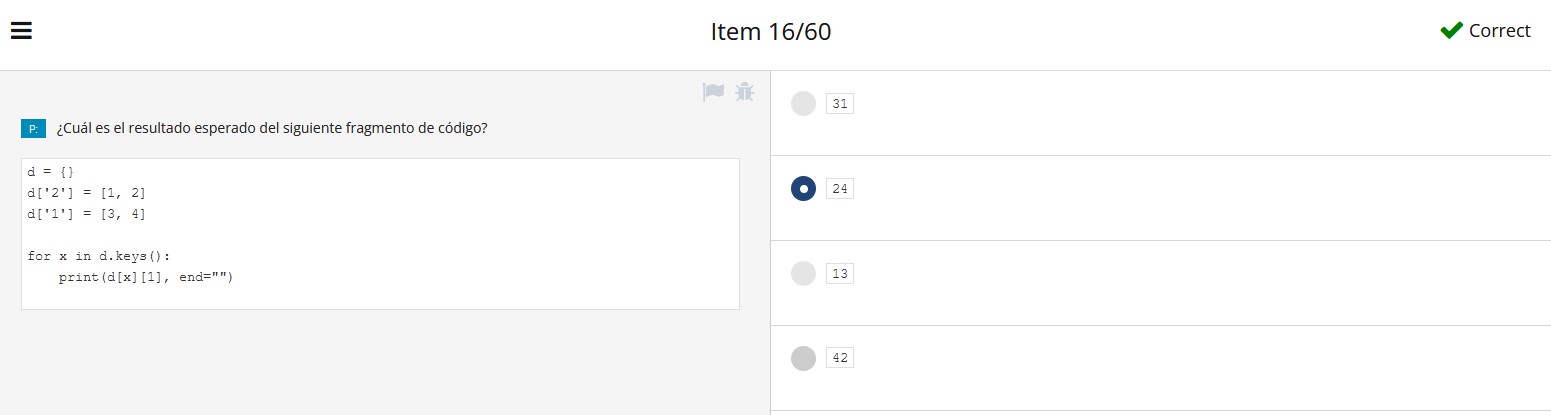 Item 16/60
Correct
P: ¿Cuál es el resultado esperado del siguiente fragmento de código?
d = {}
d['2'] = [1, 2]
d['1'] = [3, 4]
for x in d.keys():
    print(d[x][1], end="")
31
24
13
42